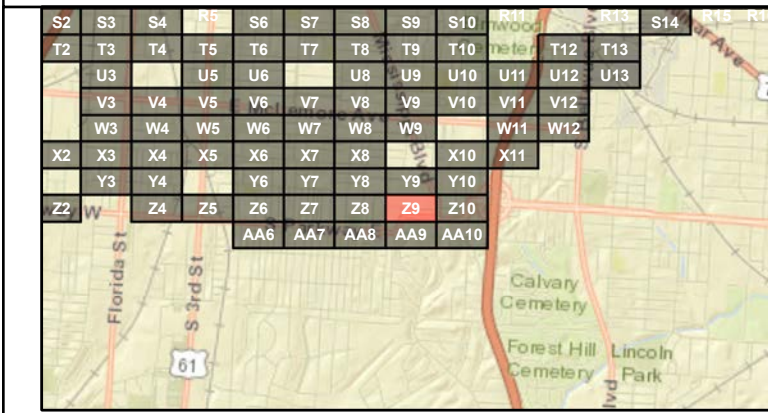 S2 S3 S4 R5 S6 S7 S8 S9 S10 R11 R13 S14 R15
T2 T3 T4 T5 T6 T7 T8 T9 T10 T12 T13
Cemetery
U3 U5 U6 U8 U9 U10 U11 U12 U13
V3 V4 V5 V6 V7 V8 V9 V10 V11 V12
W3 W4 W5 W6 W7 W8 W9 W11 W12
X2 X3 X4 X5 X6 X7 X8 X10 X11
Y3 Y4 Y6 Y7 Y8 Y9 Y10
Z2 Z4 Z5 Z6 Z7 Z8 Z9 Z10
AA6 AA7 AA8 AA9 AA10
Mississippi Blvd
Florida St
S 3rd St
61
Calvary
Cemetery
Forest Hill
Cemetery
Lincoln
Park